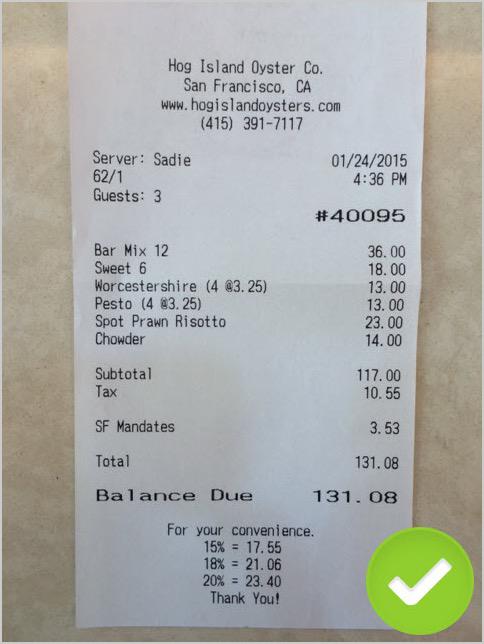 Hog Island Oyster Co.
San Francisco, CA
www.hogislandoysters.com
(415) 391-7117
Server: Sadie 01/24/2015
62/1 4:36 PM
Guests: 3
#40095
Bar Mix 12 36.00
Sweet 6 18.00
Worcestershire (4 @3.25) 13.00
Pesto (4 @3.25) 13.00
Spot Prawn Risotto 23.00
Chowder 14.00
Subtotal 117.00
Tax 10.55
SF Mandates 3.53
Total 131.08
Balance Due 131.08
For your convenience.
15% = 17.55
18% = 21.06
20% = 23.40
Thank You!